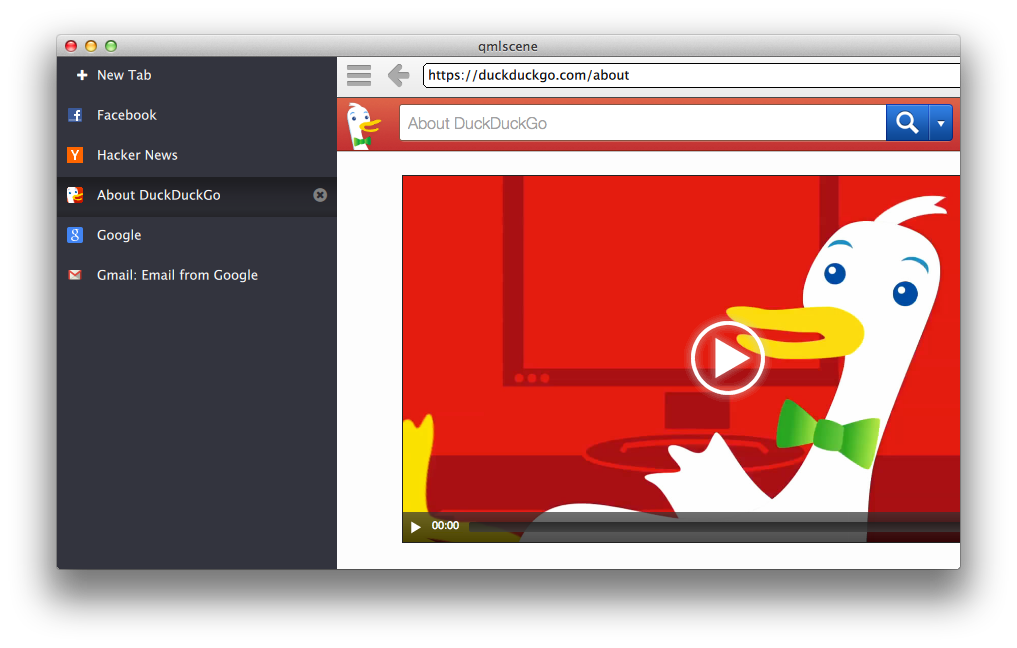 qmlscene
New Tab
Facebook
Hacker News
About DuckDuckGo
Google
Gmail: Email from Google
https://duckduckgo.com/about
About DuckDuckGo
00:00